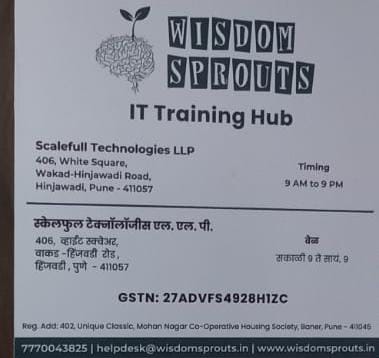 WISDOM
SPROUTS
IT Training Hub
Scalefull Technologies LLP
406, White Square,
Wakad-Hinjawadi Road,
Hinjawadi, Pune - 411057
Timing
9 AM to 9 PM
स्केलफुल टेक्नॉलॉजीस एल. एल. पी.
406, व्हाईट स्क्वेअर,
वाकड -हिंजवडी रोड,
हिंजवडी, पुणे - 411057
वेळ
सकाळी 9 ते सायं. 9
GSTN: 27ADVFS4928H1ZC
Reg. Add: 402, Unique Classic, Mohan Nagar Co-Operative Housing Society, Baner, Pune - 411045
7770043825 | helpdesk@wisdomsprouts.in | www.wisdomsprouts.in